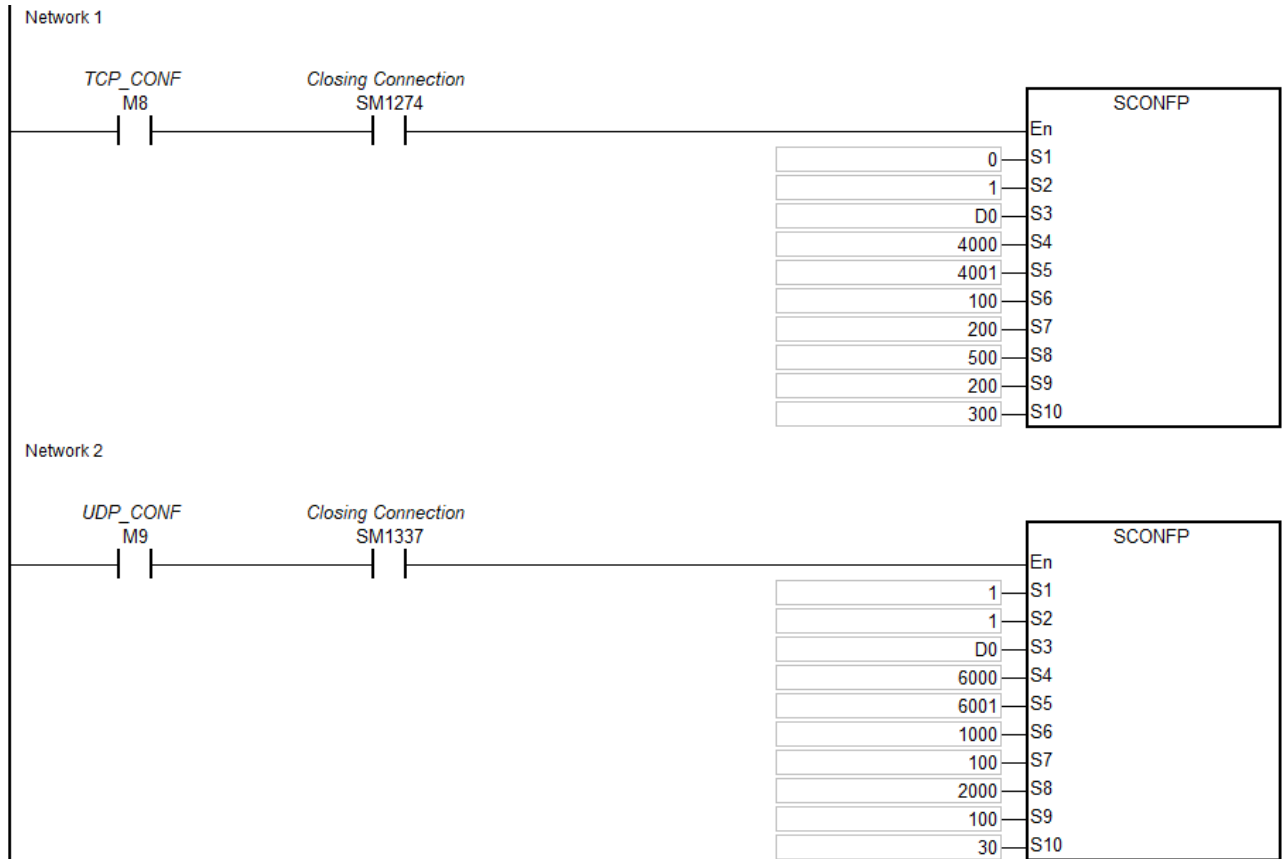 Network 1
TCP_CONF Closing Connection
M8 SM1274 SCONFP
En
0 S1
1 S2
D0 S3
4000 S4
4001 S5
100 S6
200 S7
500 S8
200 S9
300 S10
Network 2
UDP_CONF Closing Connection
M9 SM1337 SCONFP
En
1 S1
1 S2
D0 S3
6000 S4
6001 S5
1000 S6
100 S7
2000 S8
100 S9
30 S10